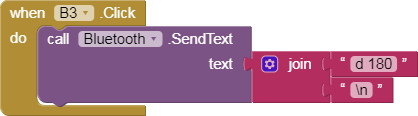 when B3 .Click
do call Bluetooth .SendText
text join “ d 180 ”
“ \n ”